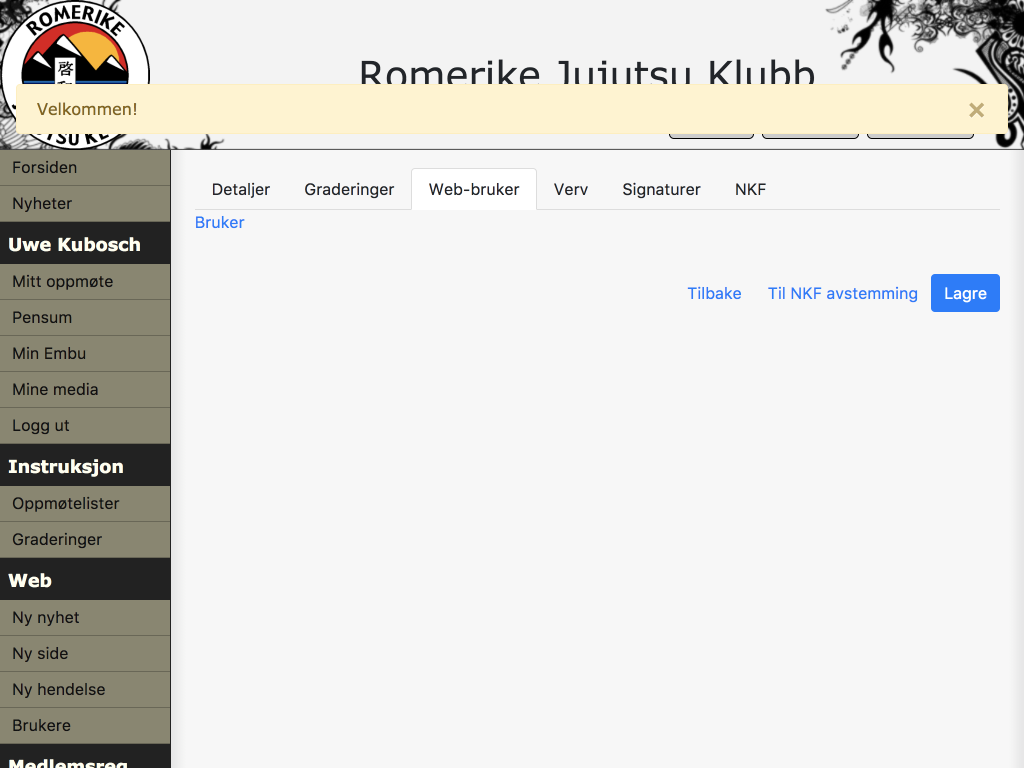 ROMERIKE
啓
Romerike Jujutsu Klubb
Velkommen!
×
Forsiden
Nyheter
Uwe Kubosch
Mitt oppmøte
Pensum
Min Embu
Mine media
Logg ut
Instruksjon
Oppmøtelister
Graderinger
Web
Ny nyhet
Ny side
Ny hendelse
Brukere
Medlemsreg
Detaljer Graderinger Web-bruker Verv Signaturer NKF
Bruker
Tilbake Til NKF avstemming Lagre